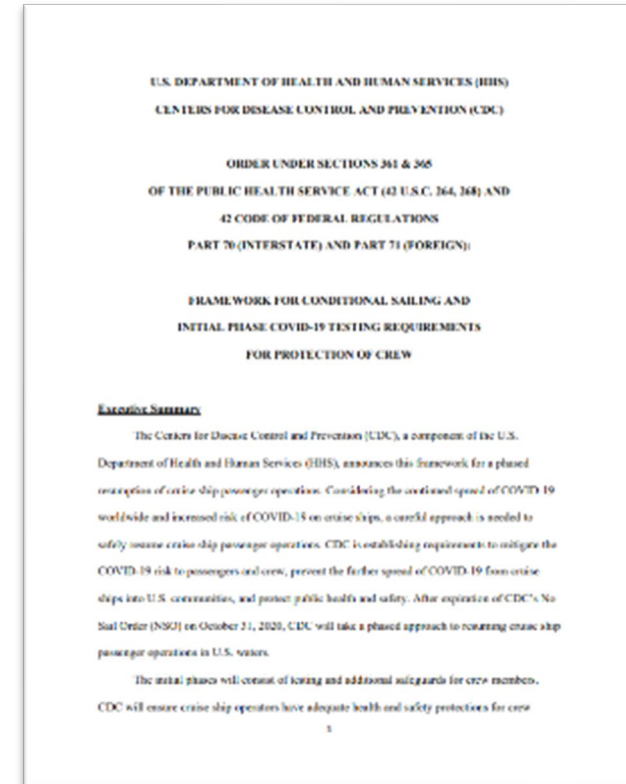 U.S. DEPARTMENT OF HEALTH AND HUMAN SERVICES (HHS)
CENTERS FOR DISEASE CONTROL AND PREVENTION (CDC)
ORDER UNDER SECTIONS 361 & 365
OF THE PUBLIC HEALTH SERVICE ACT (42 U.S.C. 264, 268) AND
42 CODE OF FEDERAL REGULATIONS
PART 70 (INTERSTATE) AND PART 71 (FOREIGN):
FRAMEWORK FOR CONDITIONAL SAILING AND
INITIAL PHASE COVID-19 TESTING REQUIREMENTS
FOR PROTECTION OF CREW
Executive Summary
The Centers for Disease Control and Prevention (CDC), a component of the U.S.
Department of Health and Human Services (HHS), announces this framework for a phased
resumption of cruise ship passenger operations. Considering the continued spread of COVID-19
worldwide and increased risk of COVID-19 on cruise ships, a careful approach is needed to
safely resume cruise ship passenger operations. CDC is establishing requirements to mitigate the
COVID-19 risk to passengers and crew, prevent the further spread of COVID-19 from cruise
ships into U.S. communities, and protect public health and safety. After expiration of CDC's No
Sail Order (NSO) on October 31, 2020, CDC will take a phased approach to resuming cruise ship
passenger operations in U.S. waters.
The initial phases will consist of testing and additional safeguards for crew members.
CDC will ensure cruise ship operators have adequate health and safety protections for crew
1